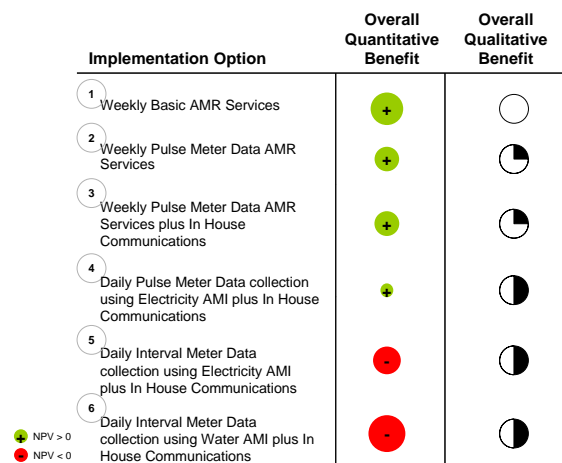 Implementation Option
Overall
Quantitative
Benefit
Overall
Qualitative
Benefit
1
Weekly Basic AMR Services
+
2
Weekly Pulse Meter Data AMR
Services
+
3
Weekly Pulse Meter Data AMR
Services plus In House
Communications
+
4
Daily Pulse Meter Data collection
using Electricity AMI plus In House
Communications
+
5
Daily Interval Meter Data
collection using Electricity AMI
plus In House Communications
-
6
Daily Interval Meter Data
collection using Water AMI plus In
House Communications
-
+ NPV > 0
- NPV < 0